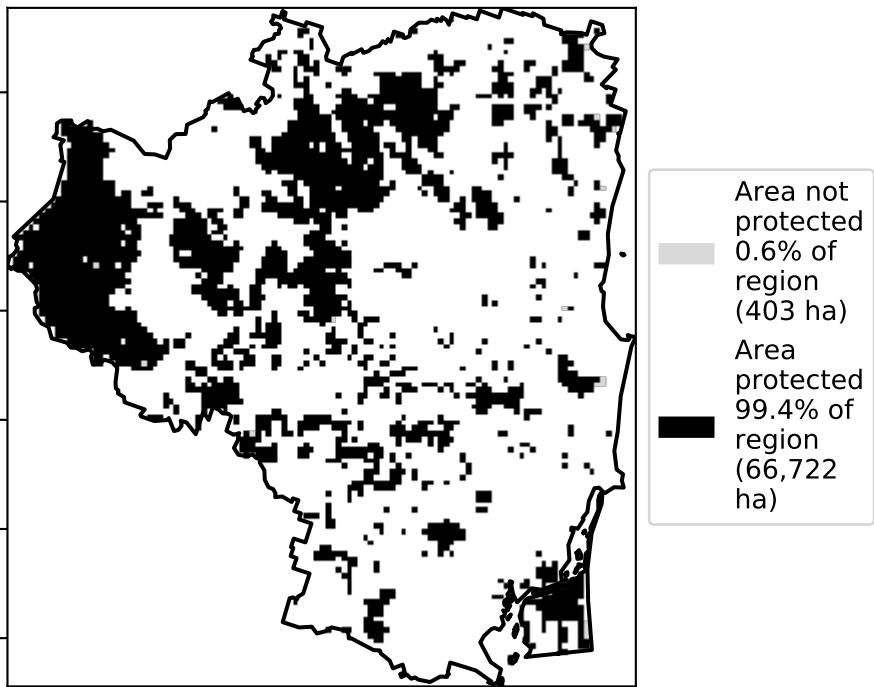 Area not
protected
0.6% of
region
(403 ha)
Area
protected
99.4% of
region
(66,722
ha)